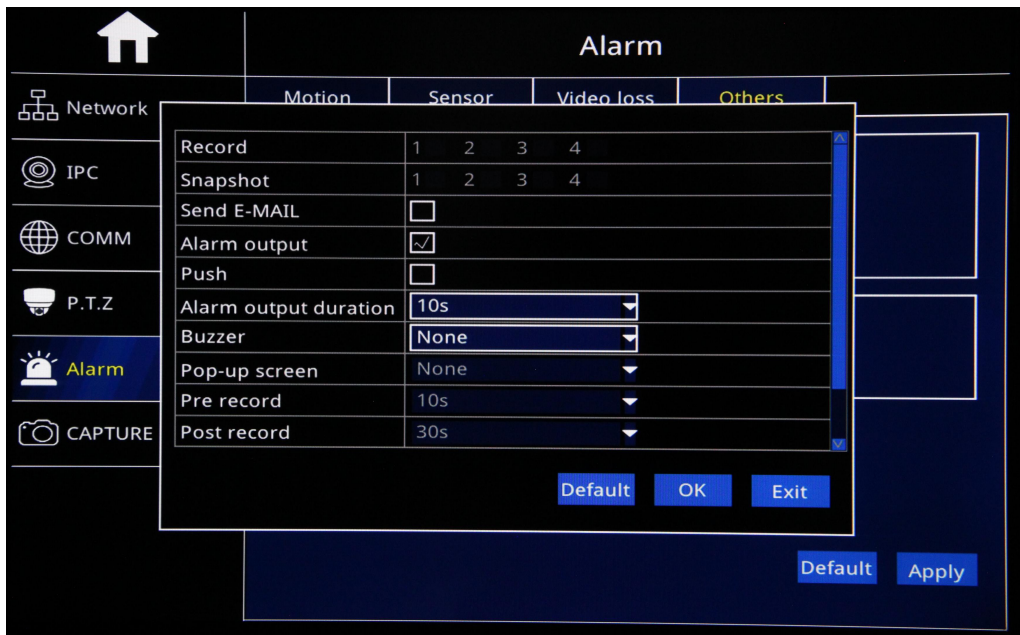 Alarm
Motion Sensor Video loss Others
Network
IPC
COMM
P.T.Z
Alarm
CAPTURE
Record 1 2 3 4
Snapshot 1 2 3 4
Send E-MAIL
Alarm output
Push
Alarm output duration 10s
Buzzer None
Pop-up screen None
Pre record 10s
Post record 30s
Default OK Exit
Default Apply